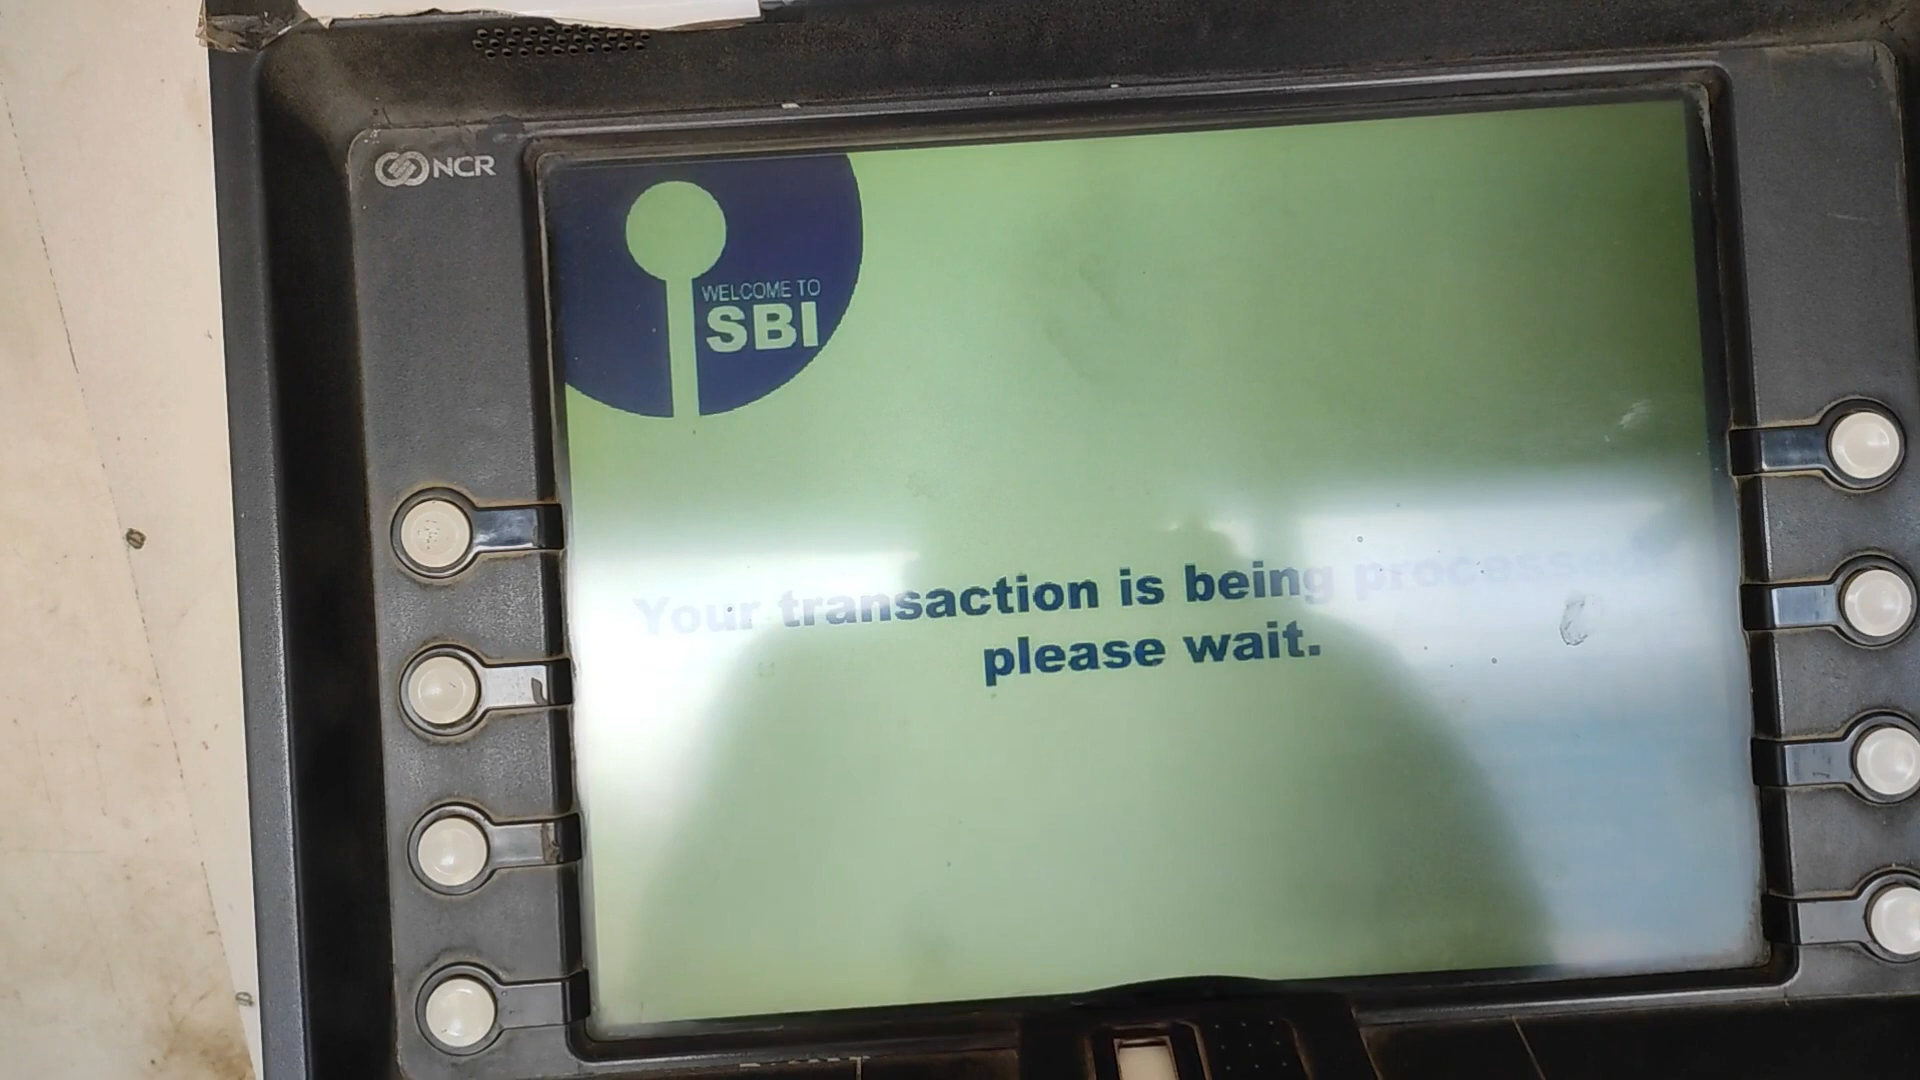 NCR
WELCOME TO
SBI
Your transaction is being processed
please wait.